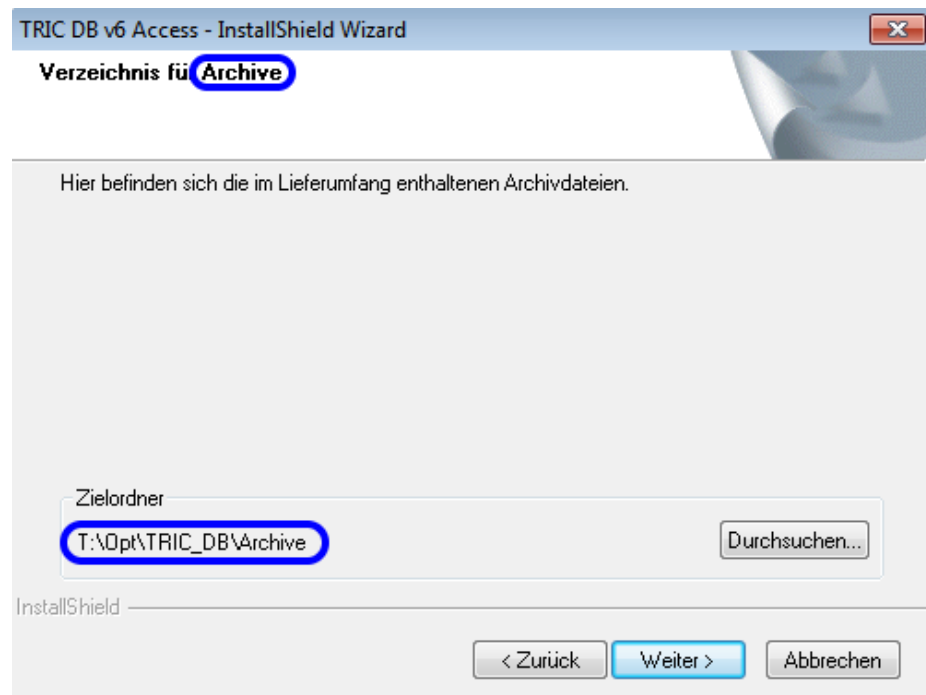 TRIC DB v6 Access - InstallShield Wizard
Verzeichnis fü Archive
Hier befinden sich die im Lieferumfang enthaltenen Archivdateien.
Zielordner
T:\Opt\TRIC_DB\Archive
Durchsuchen...
InstallShield
< Zurück
Weiter >
Abbrechen